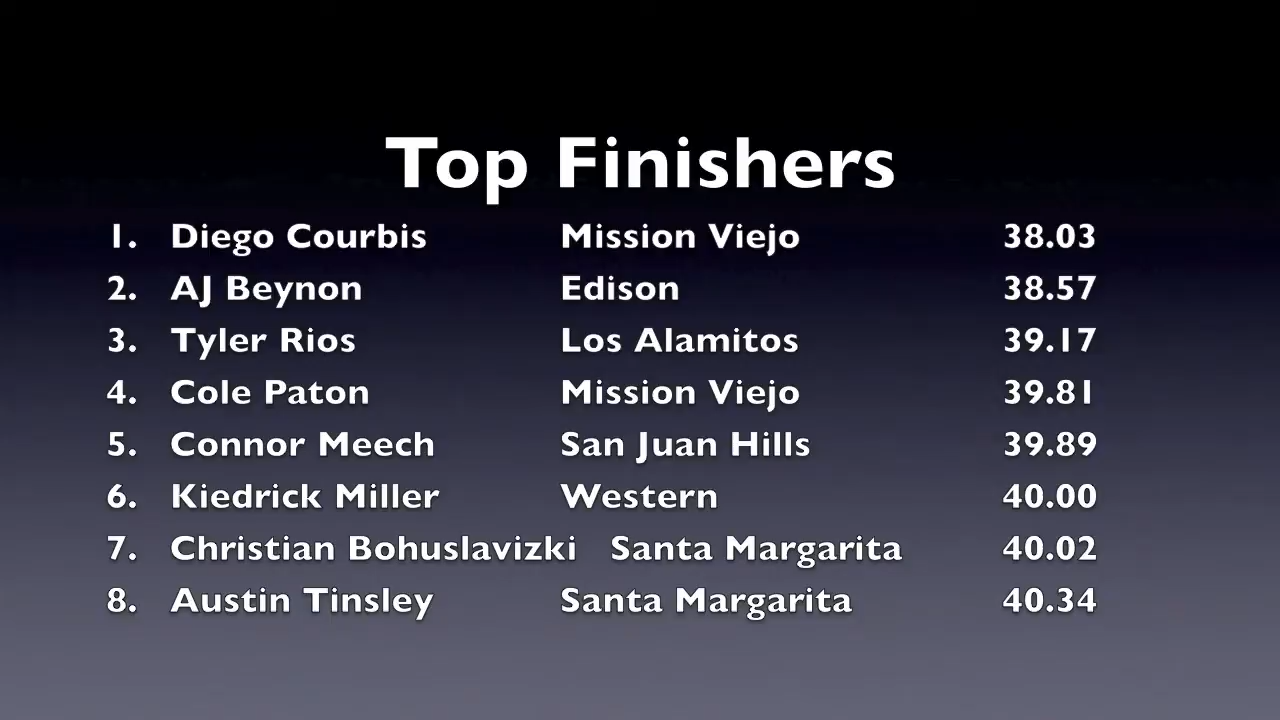 Top Finishers
1. Diego Courbis Mission Viejo 38.03
2. AJ Beynon Edison 38.57
3. Tyler Rios Los Alamitos 39.17
4. Cole Paton Mission Viejo 39.81
5. Connor Meech San Juan Hills 39.89
6. Kiedrick Miller Western 40.00
7. Christian Bohuslavizki Santa Margarita 40.02
8. Austin Tinsley Santa Margarita 40.34